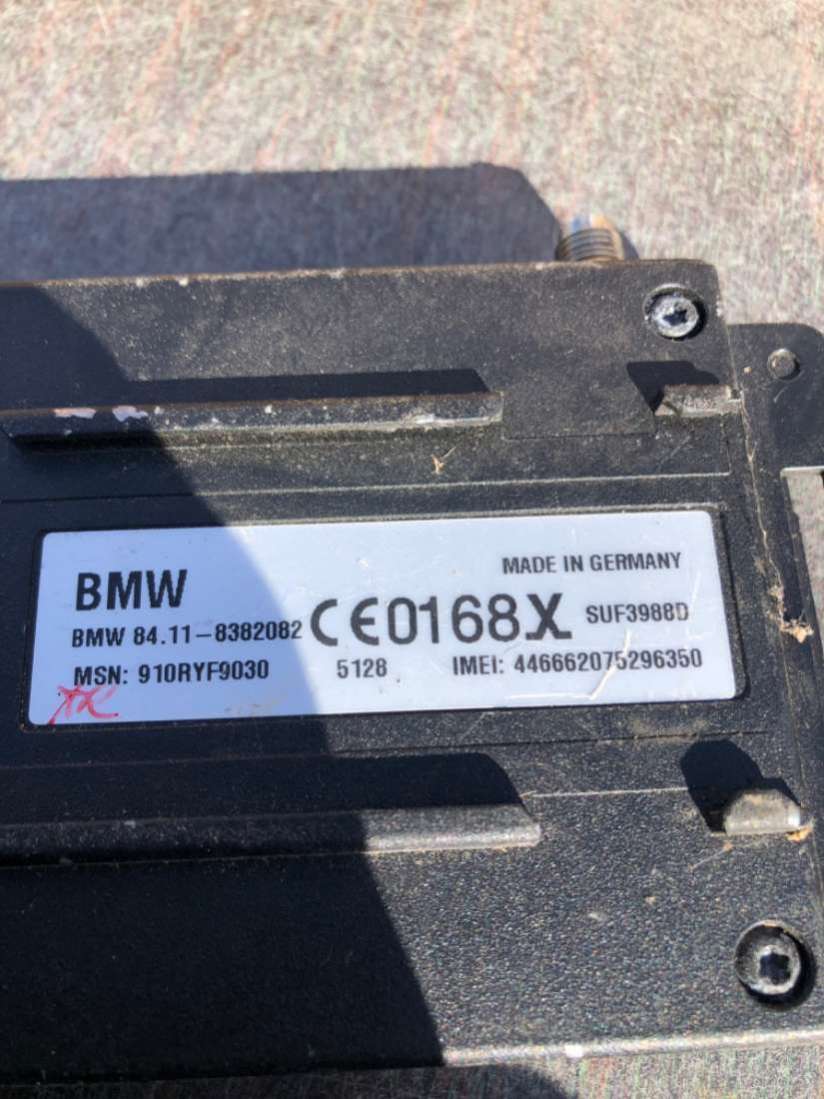 MADE IN GERMANY
BMW
BMW 84.11-8382082 CE0168X SUF3988D
MSN: 910RYF9030 5128 IMEI: 446662075296350